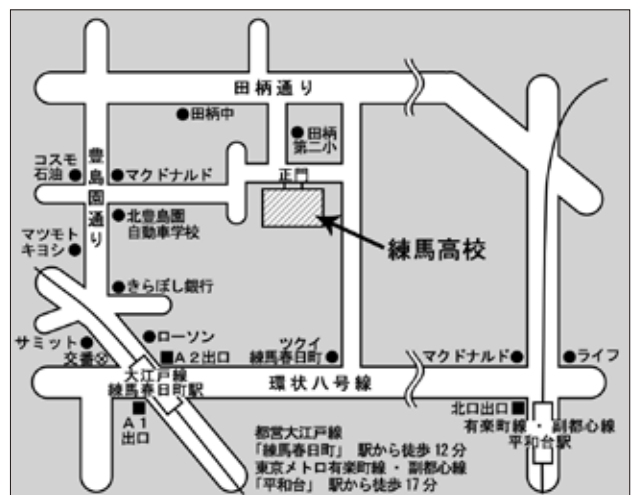 田柄通り
●田柄中
●田柄
第二小
コスモ
石油●
●マクドナルド
豊島園通り
正門
●北豊島園
自動車学校
マツモト
キヨシ●
練馬高校
●きらぼし銀行
●ローソン
サミット●
交番⊗
■A2出口
ツクイ
練馬春日町●
マクドナルド●
●ライフ
大江戸線
練馬春日町駅
環状八号線
■
A1
出口
北口出口■
有楽町線・副都心線
平和台駅
都営大江戸線
「練馬春日町」 駅から徒歩12分
東京メトロ有楽町線・副都心線
「平和台」 駅から徒歩17分